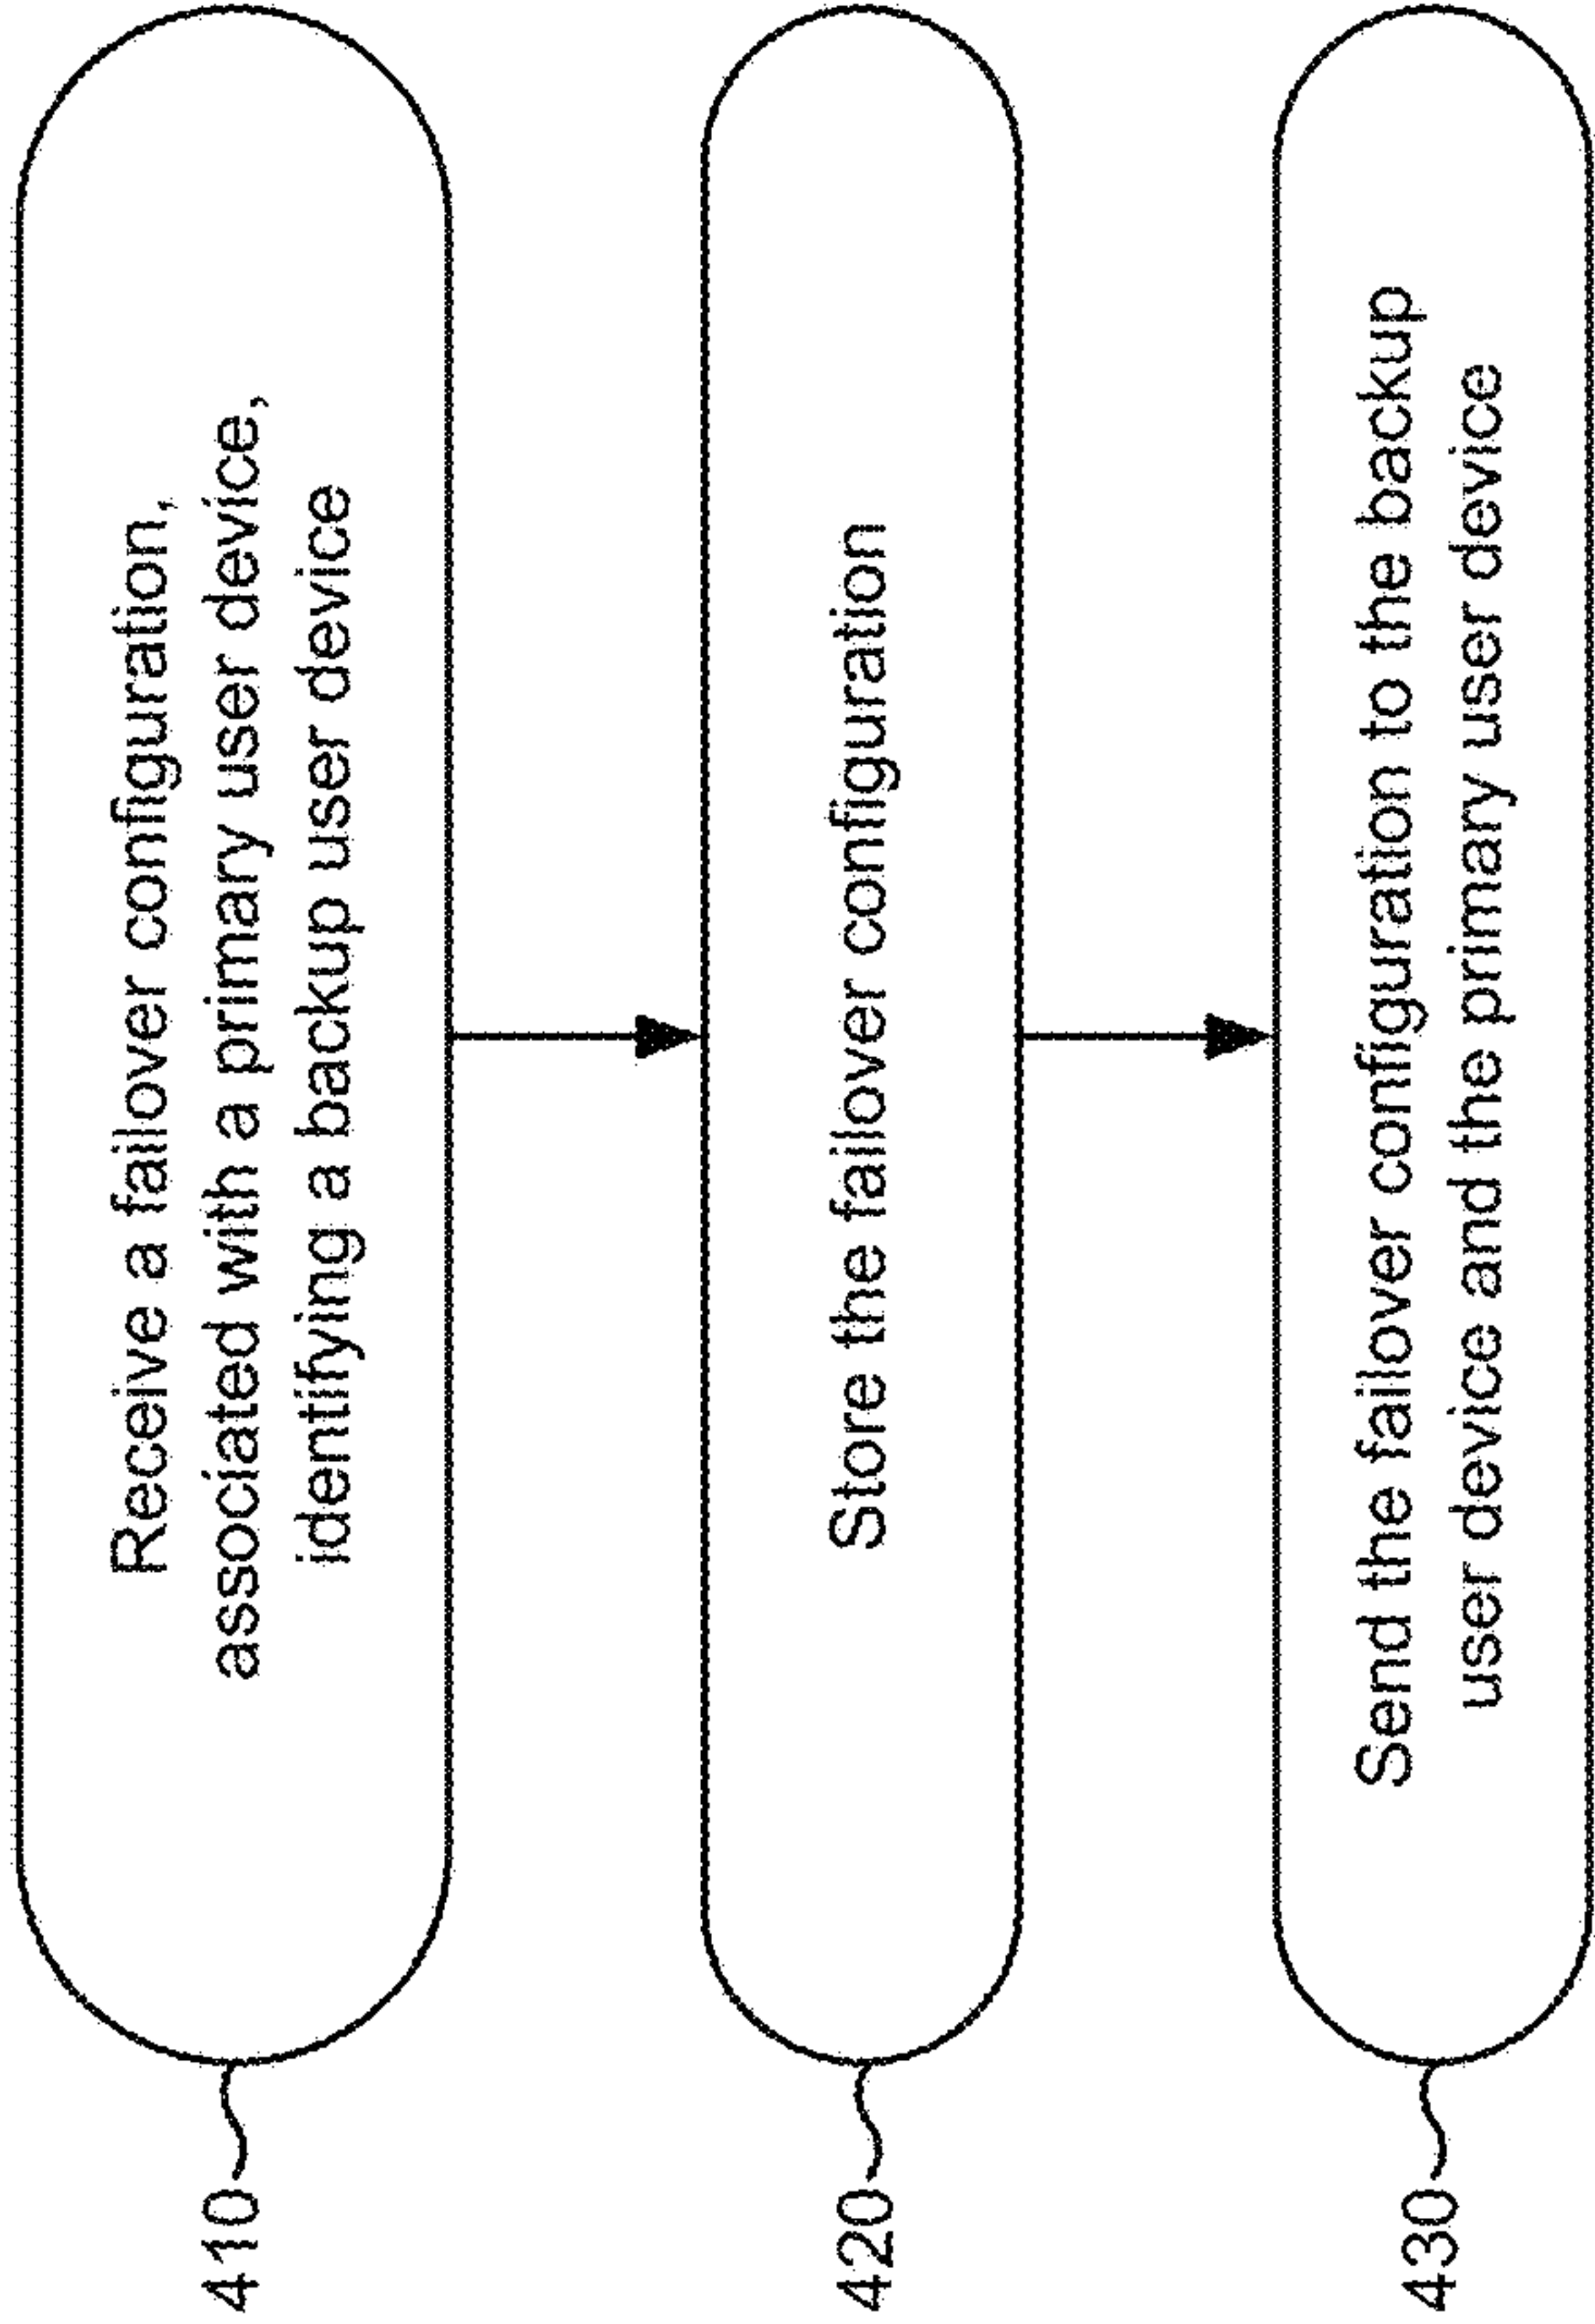 410
Receive a failover configuration,
associated with a primary user device,
identifying a backup user device
420
Store the failover configuration
430
Send the failover configuration to the backup
user device and the primary user device